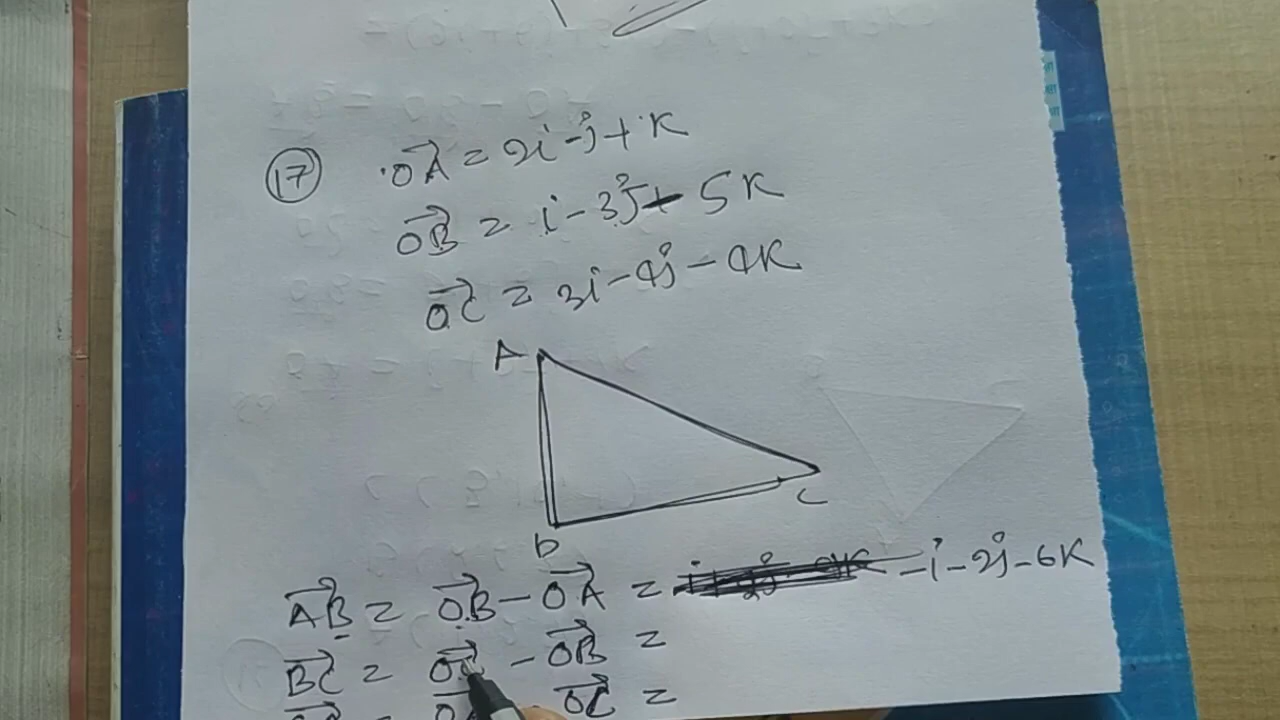 17 OA = 2i - j + K
OB = i - 3j - 5K
OC = 3i - 4j - 4K
A
C
B
AB = OB - OA = - i - 2j - 6K
BC = OC - OB =
OC =